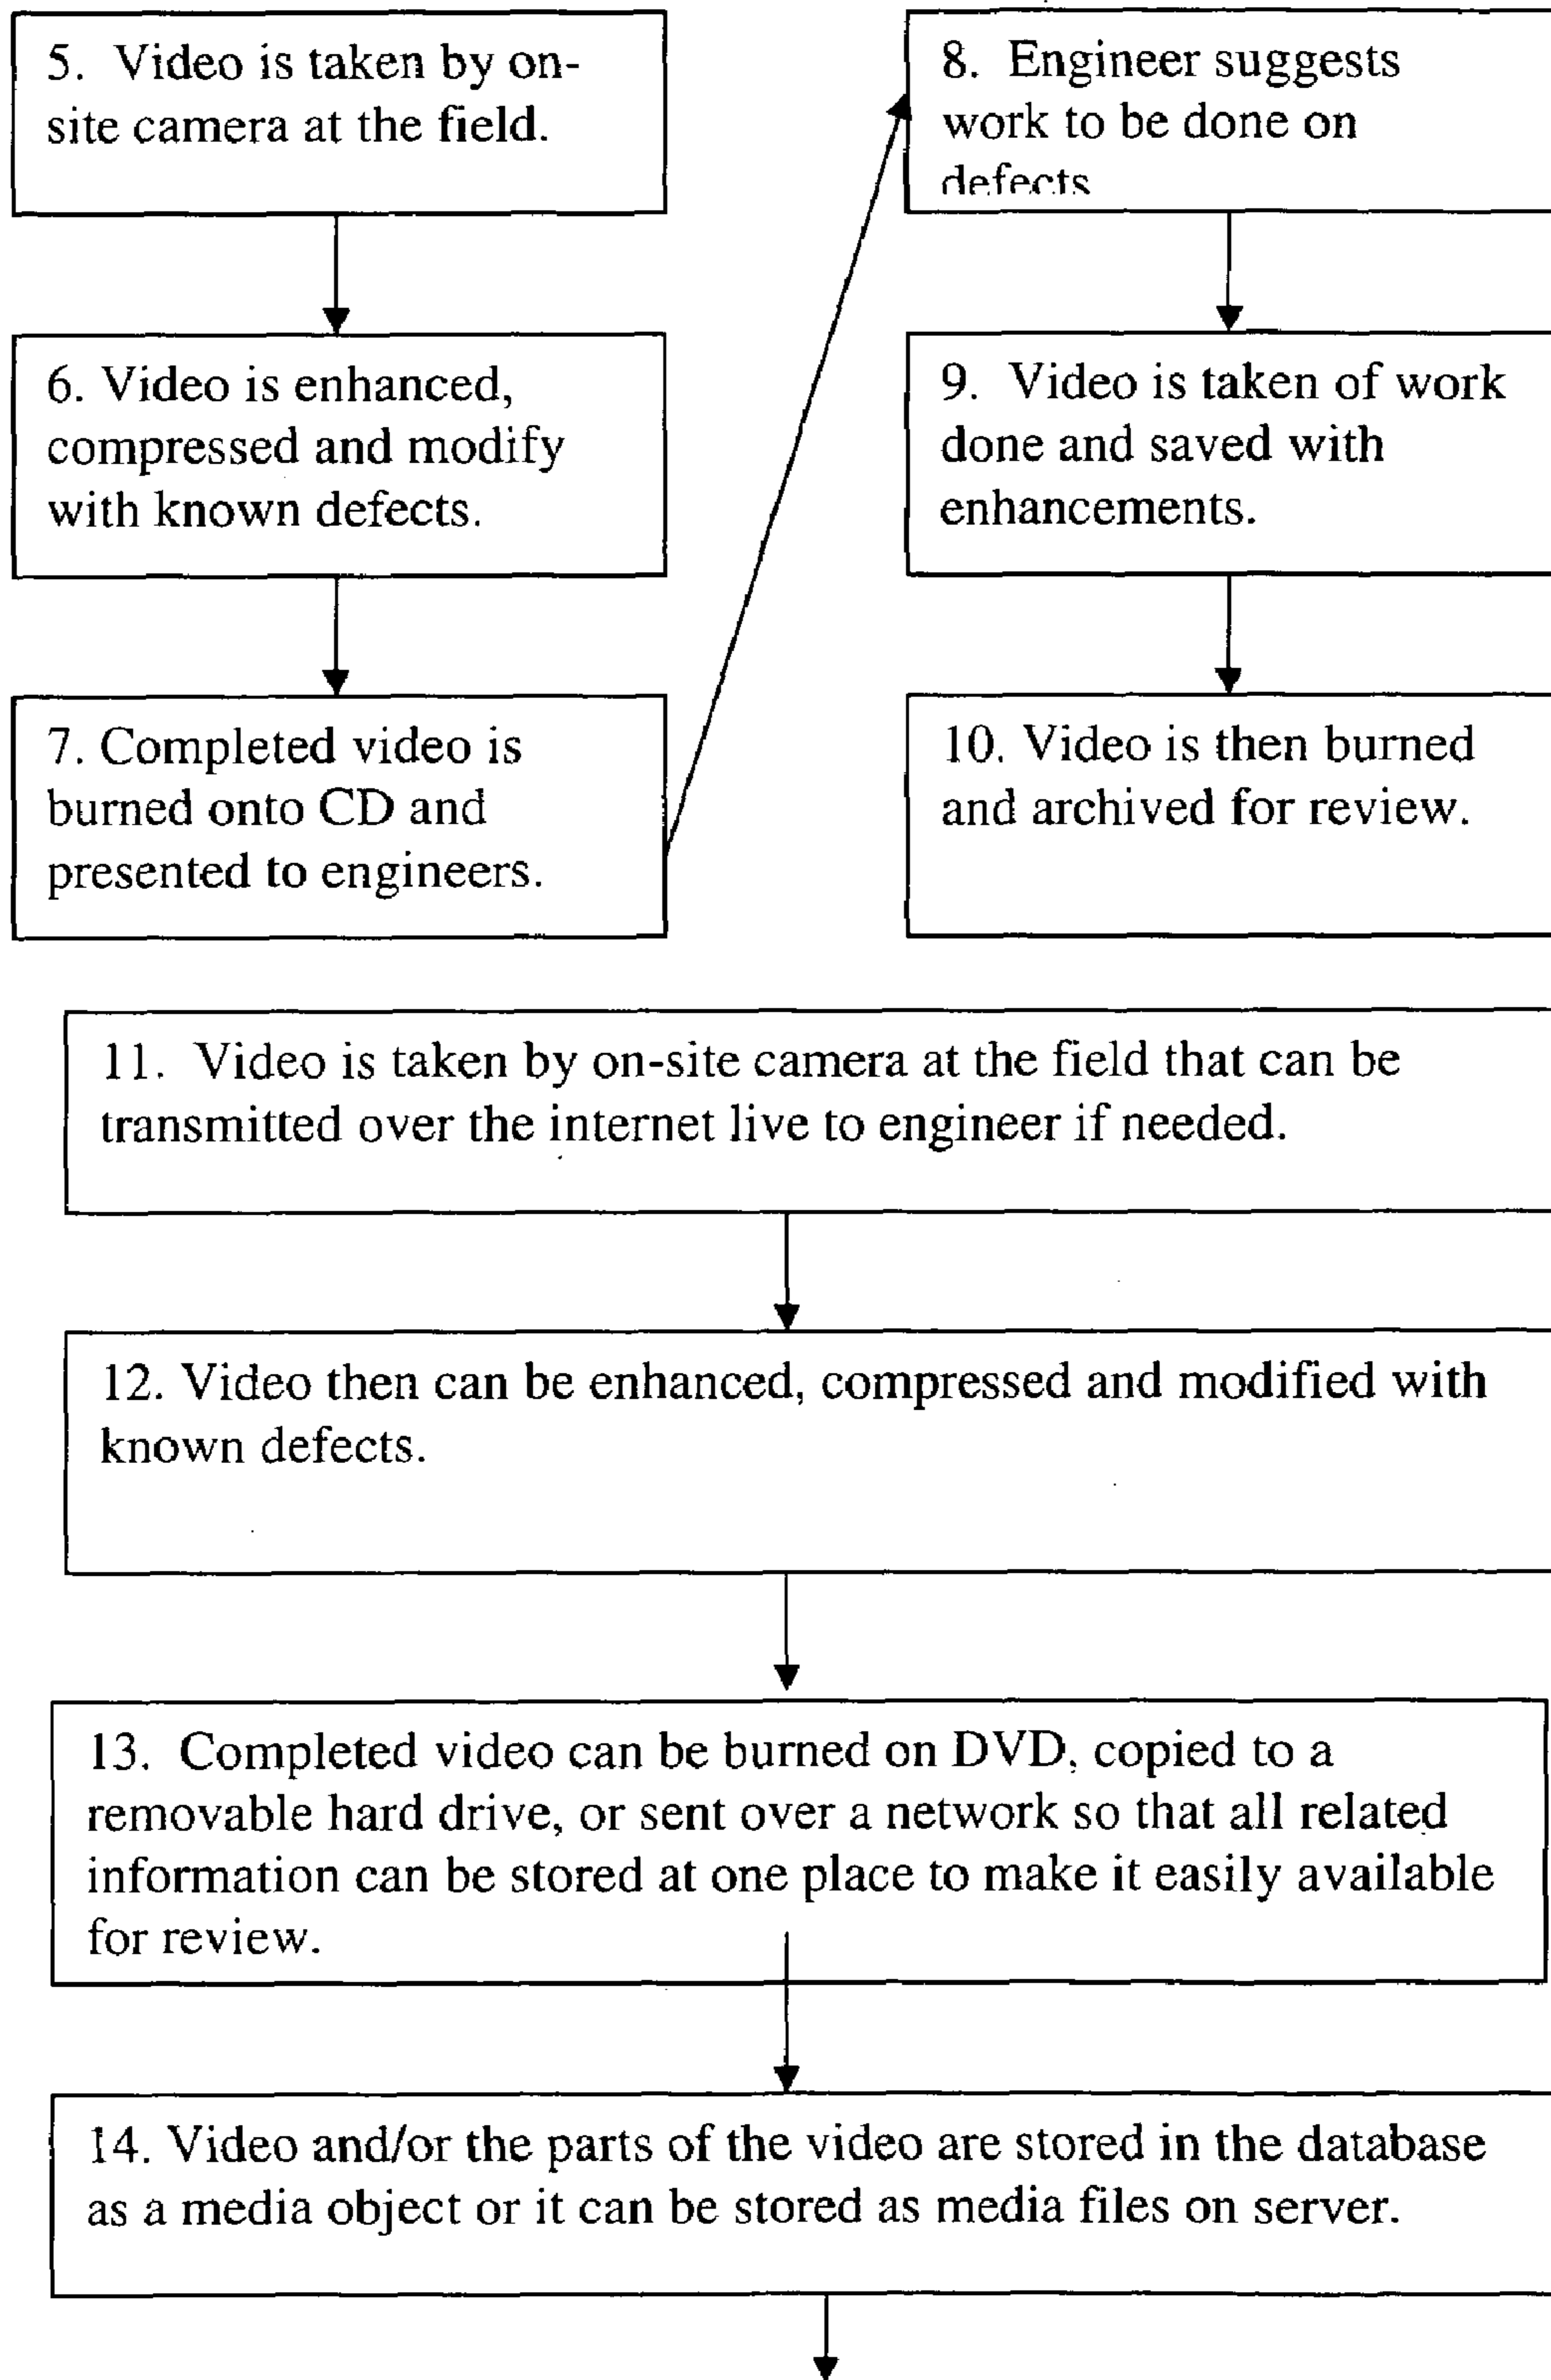 5. Video is taken by on-
site camera at the field.
6. Video is enhanced,
compressed and modify
with known defects.
7. Completed video is
burned onto CD and
presented to engineers.
8. Engineer suggests
work to be done on
defects
9. Video is taken of work
done and saved with
enhancements.
10. Video is then burned
and archived for review.
11. Video is taken by on-site camera at the field that can be
transmitted over the internet live to engineer if needed.
12. Video then can be enhanced, compressed and modified with
known defects.
13. Completed video can be burned on DVD, copied to a
removable hard drive, or sent over a network so that all related
information can be stored at one place to make it easily available
for review.
14. Video and/or the parts of the video are stored in the database
as a media object or it can be stored as media files on server.